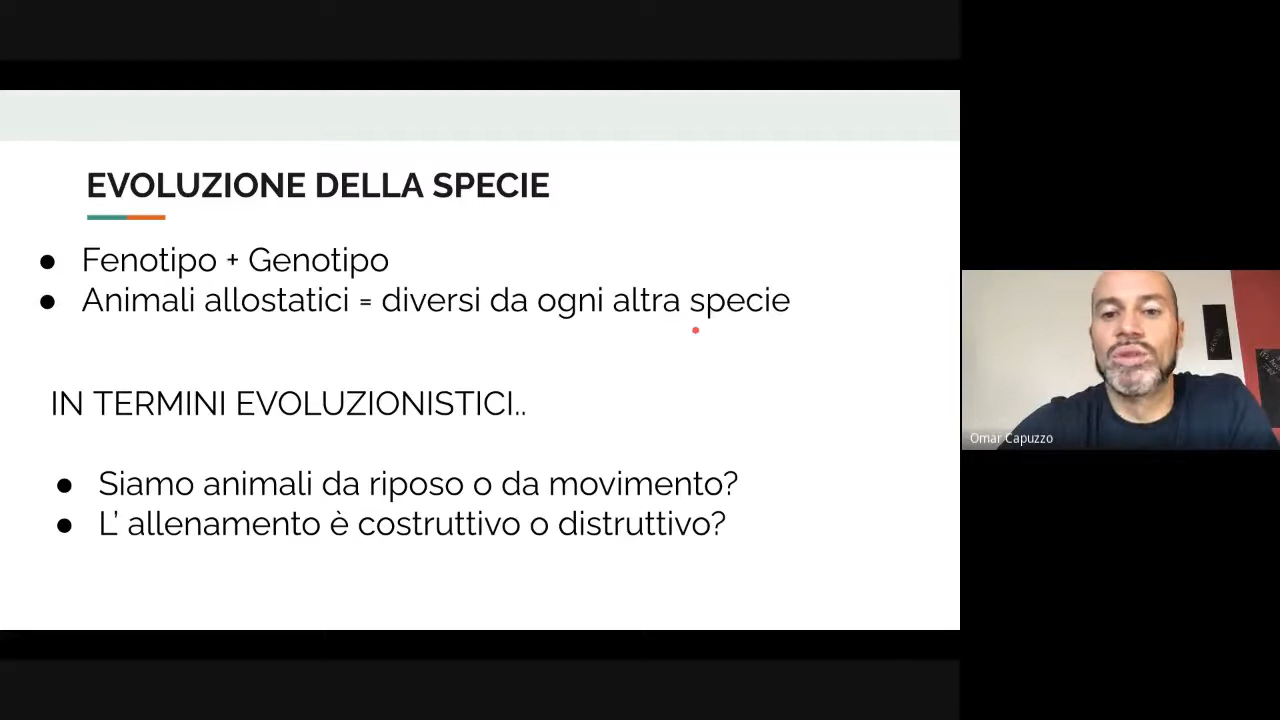 EVOLUZIONE DELLA SPECIE
● Fenotipo + Genotipo
● Animali allostatici = diversi da ogni altra specie
IN TERMINI EVOLUZIONISTICI..
● Siamo animali da riposo o da movimento?
● L' allenamento è costruttivo o distruttivo?
Omar Capuzzo